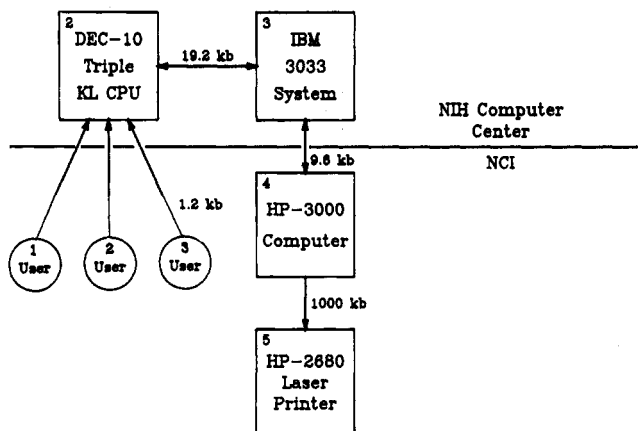 2
DEC-10
Triple
KL CPU
19.2 kb
3
IBM
3033
System
NIH Computer
Center
9.6 kb
NCI
1.2 kb
4
HP-3000
Computer
1
User
2
User
3
User
1000 kb
5
HP-2680
Laser
Printer